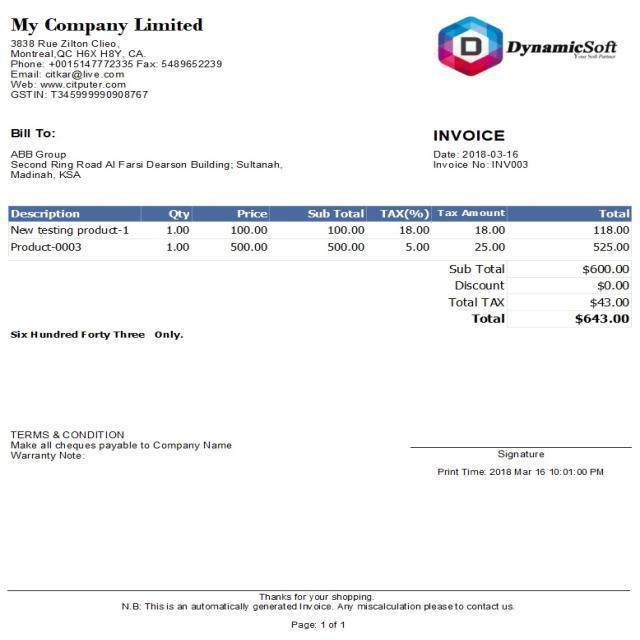 My Company Limited
3838 Rue Zilton Clieo,
Montreal,QC H6X H8Y, CA.
Phone: +0015147772335 Fax: 5489652239
Email: citkar@live.com
Web: www.citputer.com
GSTIN: T345999990908767
D DynamicSoft
Your Soft Partner
Bill To:
ABB Group
Second Ring Road Al Farsi Dearson Building; Sultanah,
Madinah, KSA
INVOICE
Date: 2018-03-16
Invoice No: INV003
Description Qty Price Sub Total TAX(%) Tax Amount Total
New testing product-1 1.00 100.00 100.00 18.00 18.00 118.00
Product-0003 1.00 500.00 500.00 5.00 25.00 525.00
Sub Total $600.00
Discount $0.00
Total TAX $43.00
Total $643.00
Six Hundred Forty Three Only.
TERMS & CONDITION
Make all cheques payable to Company Name
Warranty Note:
Signature
Print Time: 2018 Mar 16 10:01:00 PM
Thanks for your shopping.
N.B: This is an automatically generated Invoice. Any miscalculation please to contact us.
Page: 1 of 1